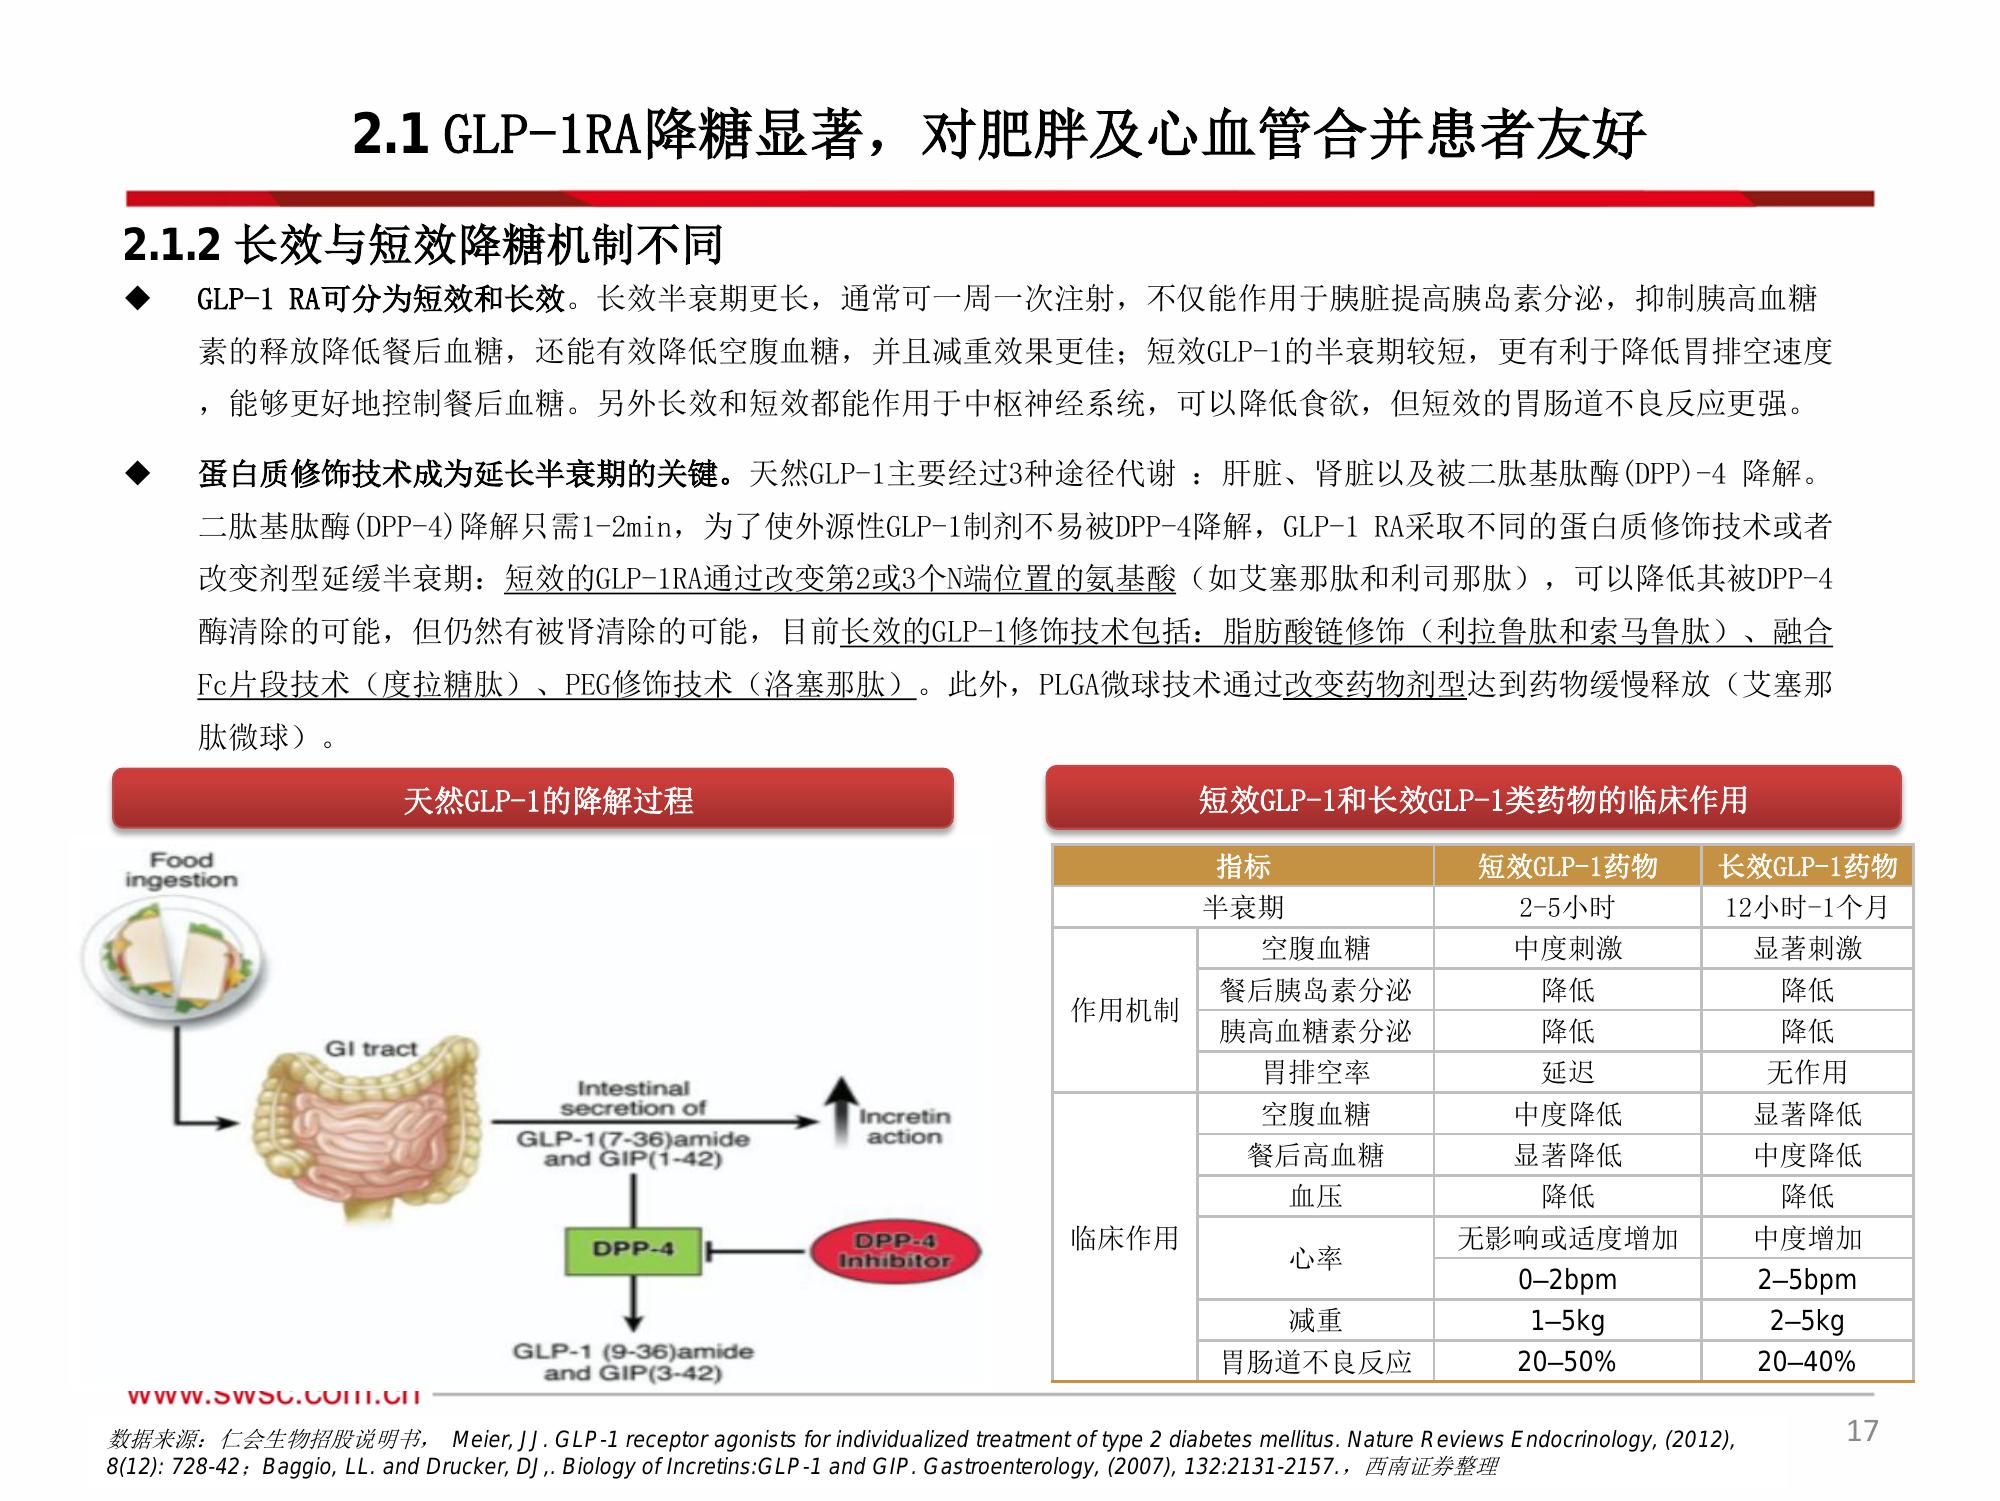 2.1 GLP-1RA降糖显著，对肥胖及心血管合并患者友好
2.1.2 长效与短效降糖机制不同
◆ GLP-1 RA可分为短效和长效。长效半衰期更长，通常可一周一次注射，不仅能作用于胰脏提高胰岛素分泌，抑制胰高血糖
素的释放降低餐后血糖，还能有效降低空腹血糖，并且减重效果更佳；短效GLP-1的半衰期较短，更有利于降低胃排空速度
，能够更好地控制餐后血糖。另外长效和短效都能作用于中枢神经系统，可以降低食欲，但短效的胃肠道不良反应更强。
◆ 蛋白质修饰技术成为延长半衰期的关键。天然GLP-1主要经过3种途径代谢 ：肝脏、肾脏以及被二肽基肽酶(DPP)-4 降解。
二肽基肽酶(DPP-4)降解只需1-2min，为了使外源性GLP-1制剂不易被DPP-4降解，GLP-1 RA采取不同的蛋白质修饰技术或者
改变剂型延缓半衰期：短效的GLP-1RA通过改变第2或3个N端位置的氨基酸（如艾塞那肽和利司那肽），可以降低其被DPP-4
酶清除的可能，但仍然有被肾清除的可能，目前长效的GLP-1修饰技术包括：脂肪酸链修饰（利拉鲁肽和索马鲁肽）、融合
Fc片段技术（度拉糖肽）、PEG修饰技术（洛塞那肽）。此外，PLGA微球技术通过改变药物剂型达到药物缓慢释放（艾塞那
肽微球）。
天然GLP-1的降解过程
Food
ingestion
GI tract
Intestinal
secretion of
GLP-1(7-36)amide
and GIP(1-42)
Incretin
action
DPP-4
DPP-4
Inhibitor
GLP-1 (9-36)amide
and GIP(3-42)
短效GLP-1和长效GLP-1类药物的临床作用
指标 短效GLP-1药物 长效GLP-1药物
半衰期 2-5小时 12小时-1个月
作用机制 空腹血糖 中度刺激 显著刺激
餐后胰岛素分泌 降低 降低
胰高血糖素分泌 降低 降低
胃排空率 延迟 无作用
临床作用 空腹血糖 中度降低 显著降低
餐后高血糖 显著降低 中度降低
血压 降低 降低
心率 无影响或适度增加 中度增加
0—2bpm 2—5bpm
减重 1—5kg 2—5kg
胃肠道不良反应 20—50% 20—40%
www.swsc.com.cn
数据来源：仁会生物招股说明书， Meier, JJ. GLP-1 receptor agonists for individualized treatment of type 2 diabetes mellitus. Nature Reviews Endocrinology, (2012),
8(12): 728-42；Baggio, LL. and Drucker, DJ,. Biology of Incretins:GLP-1 and GIP. Gastroenterology, (2007), 132:2131-2157.，西南证券整理
17